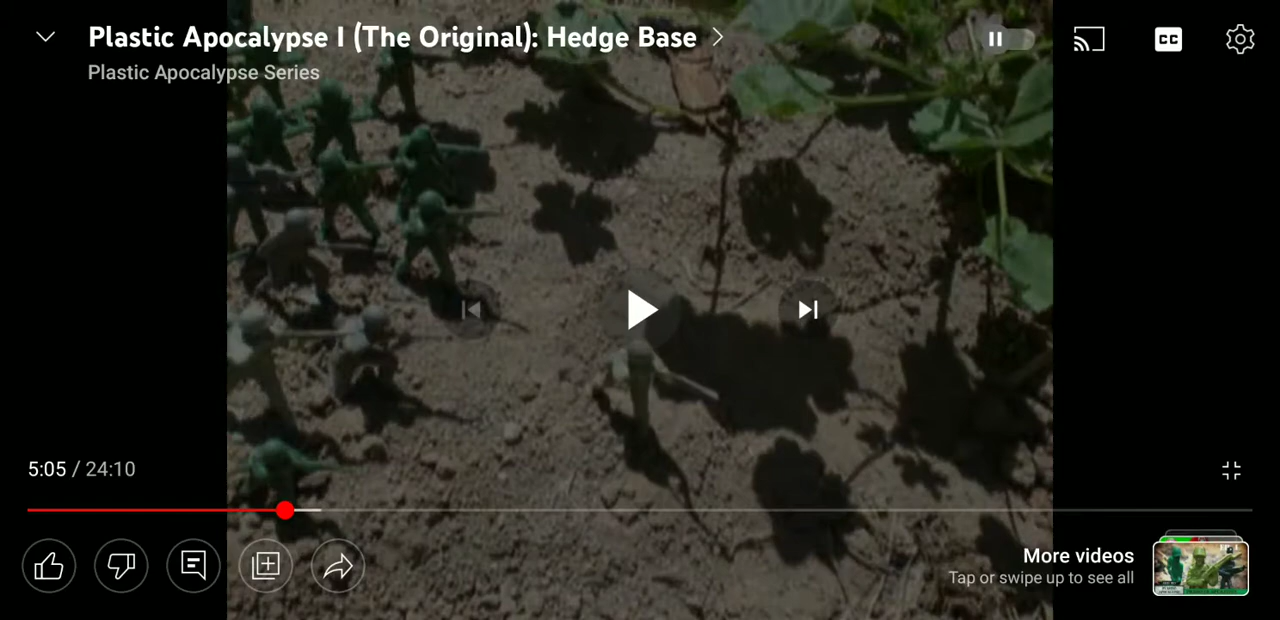 Plastic Apocalypse I (The Original): Hedge Base
Plastic Apocalypse Series
CC
5:05 / 24:10
More videos
Tap or swipe up to see all